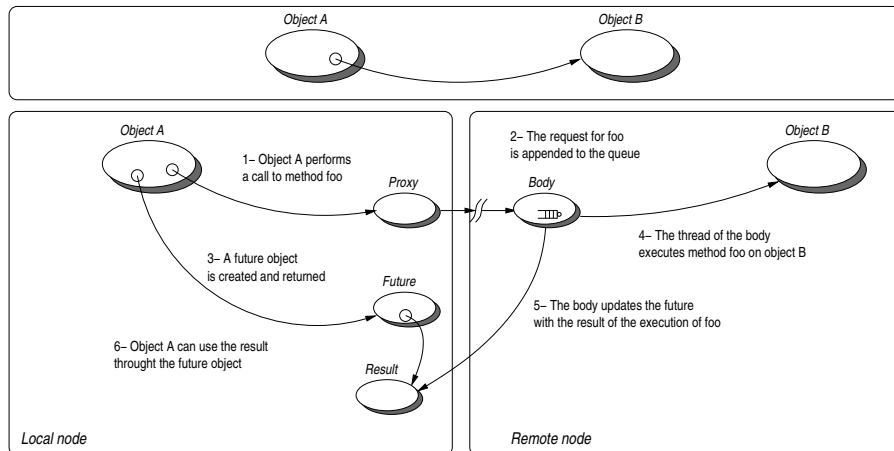 Object A
Object B
Object A
1– Object A performs
a call to method foo
Proxy
2– The request for foo
is appended to the queue
Body
Object B
3– A future object
is created and returned
Future
4– The thread of the body
executes method foo on object B
5– The body updates the future
with the result of the execution of foo
6– Object A can use the result
throught the future object
Result
Local node
Remote node